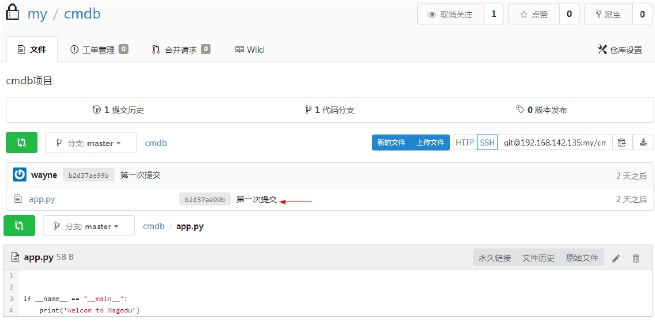 my / cmdb
取消关注 1 点赞 0 派生 0
文件 工单管理 0 合并请求 0 Wiki 仓库设置
cmdb项目
1 提交历史 1 代码分支 0 版本发布
分支: master cmdb 新的文件 上传文件 HTTP SSH git@192.168.142.135:my/cm
wayne b2d37ae99b 第一次提交 2 天之后
app.py b2d37ae99b 第一次提交 2 天之后
分支: master cmdb / app.py
app.py 58 B 永久链接 文件历史 原始文件
1
2
3 if __name__ == "__main__":
4 print('Welcom to Magedu')